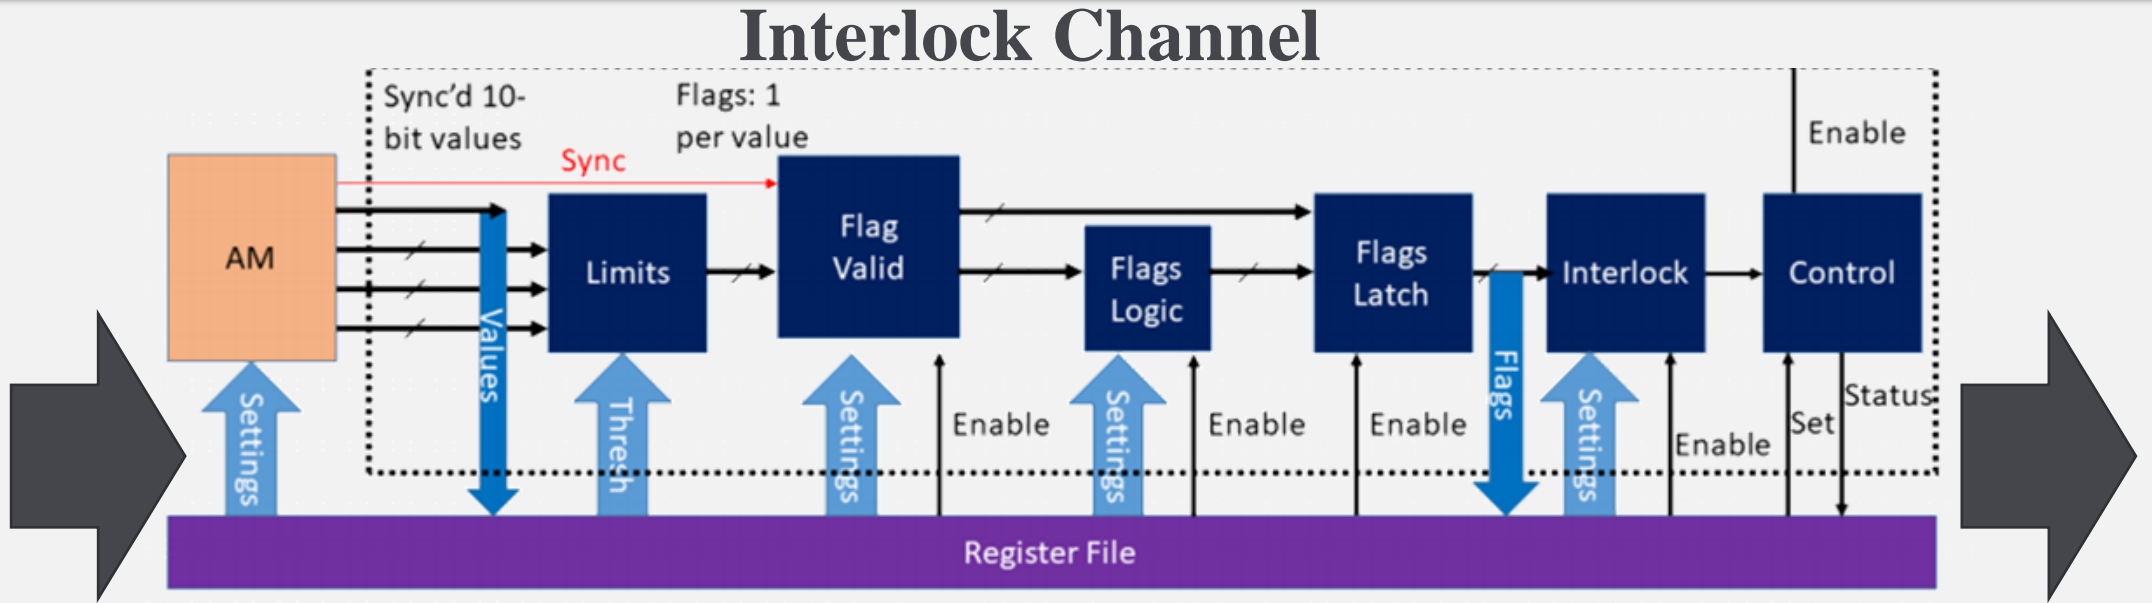 Interlock Channel
Sync'd 10-
bit values
Flags: 1
per value
Sync
Enable
AM
Limits
Flag
Valid
Flags
Logic
Flags
Latch
Interlock
Control
Values
Flags
Settings
Thresh
Settings
Enable
Settings
Enable
Enable
Settings
Enable
Set
Status
Register File